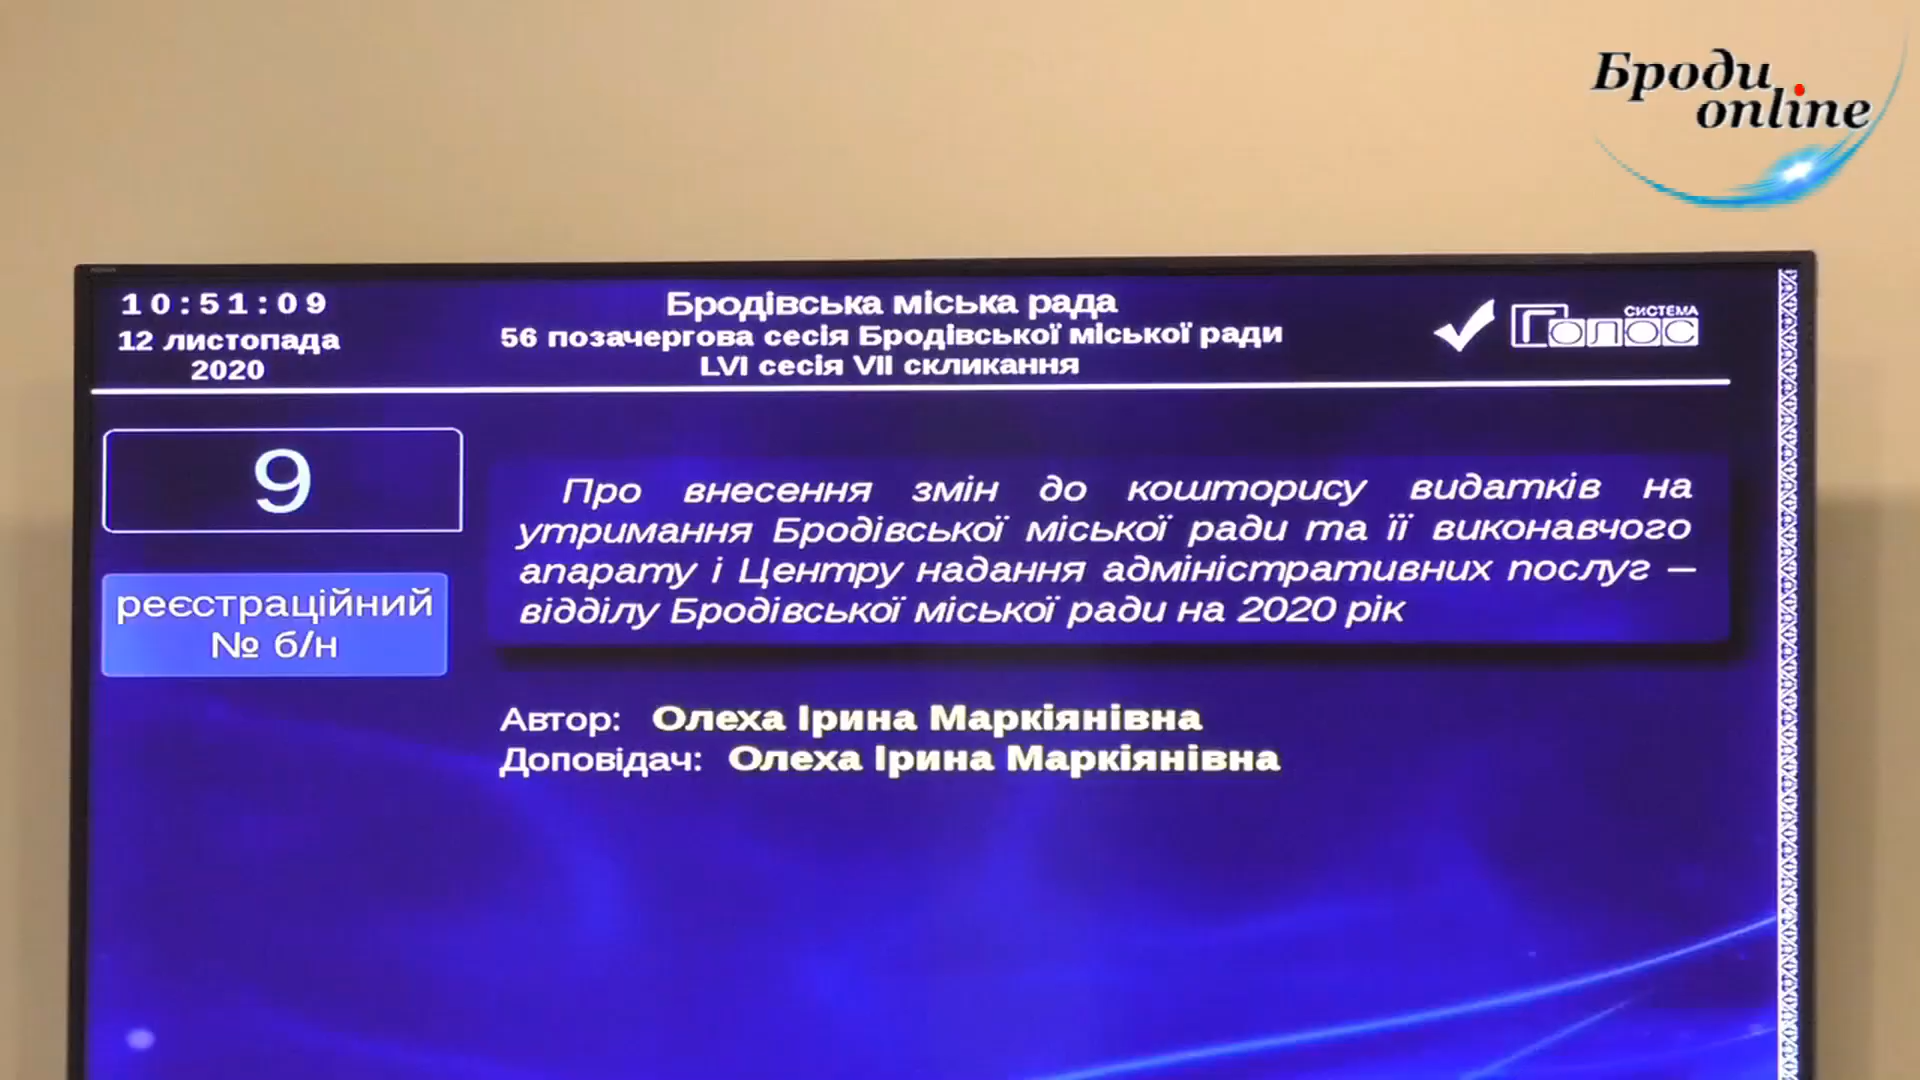 Броди
online
10:51:09
12 листопада
2020
Бродівська міська рада
56 позачергова сесія Бродівської міської ради
LVI сесія VII скликання
СИСТЕМА
Голос
9
реєстраційний
№ б/н
Про внесення змін до кошторису видатків на
утримання Бродівської міської ради та її виконавчого
апарату і Центру надання адміністративних послуг –
відділу Бродівської міської ради на 2020 рік
Автор: Олеха Ірина Маркіянівна
Доповідач: Олеха Ірина Маркіянівна